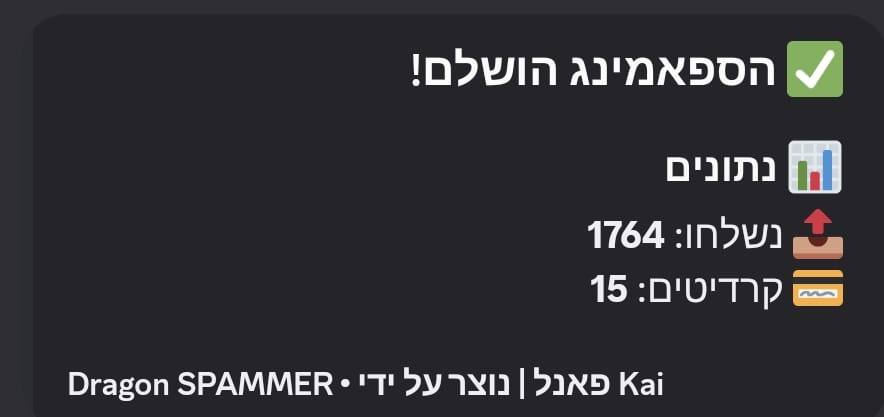 ✅ הספאמינג הושלם!
📊 נתונים
📤 נשלחו: 1764
💳 קרדיטים: 15
Dragon SPAMMER • פאנל | נוצר על ידי Kai